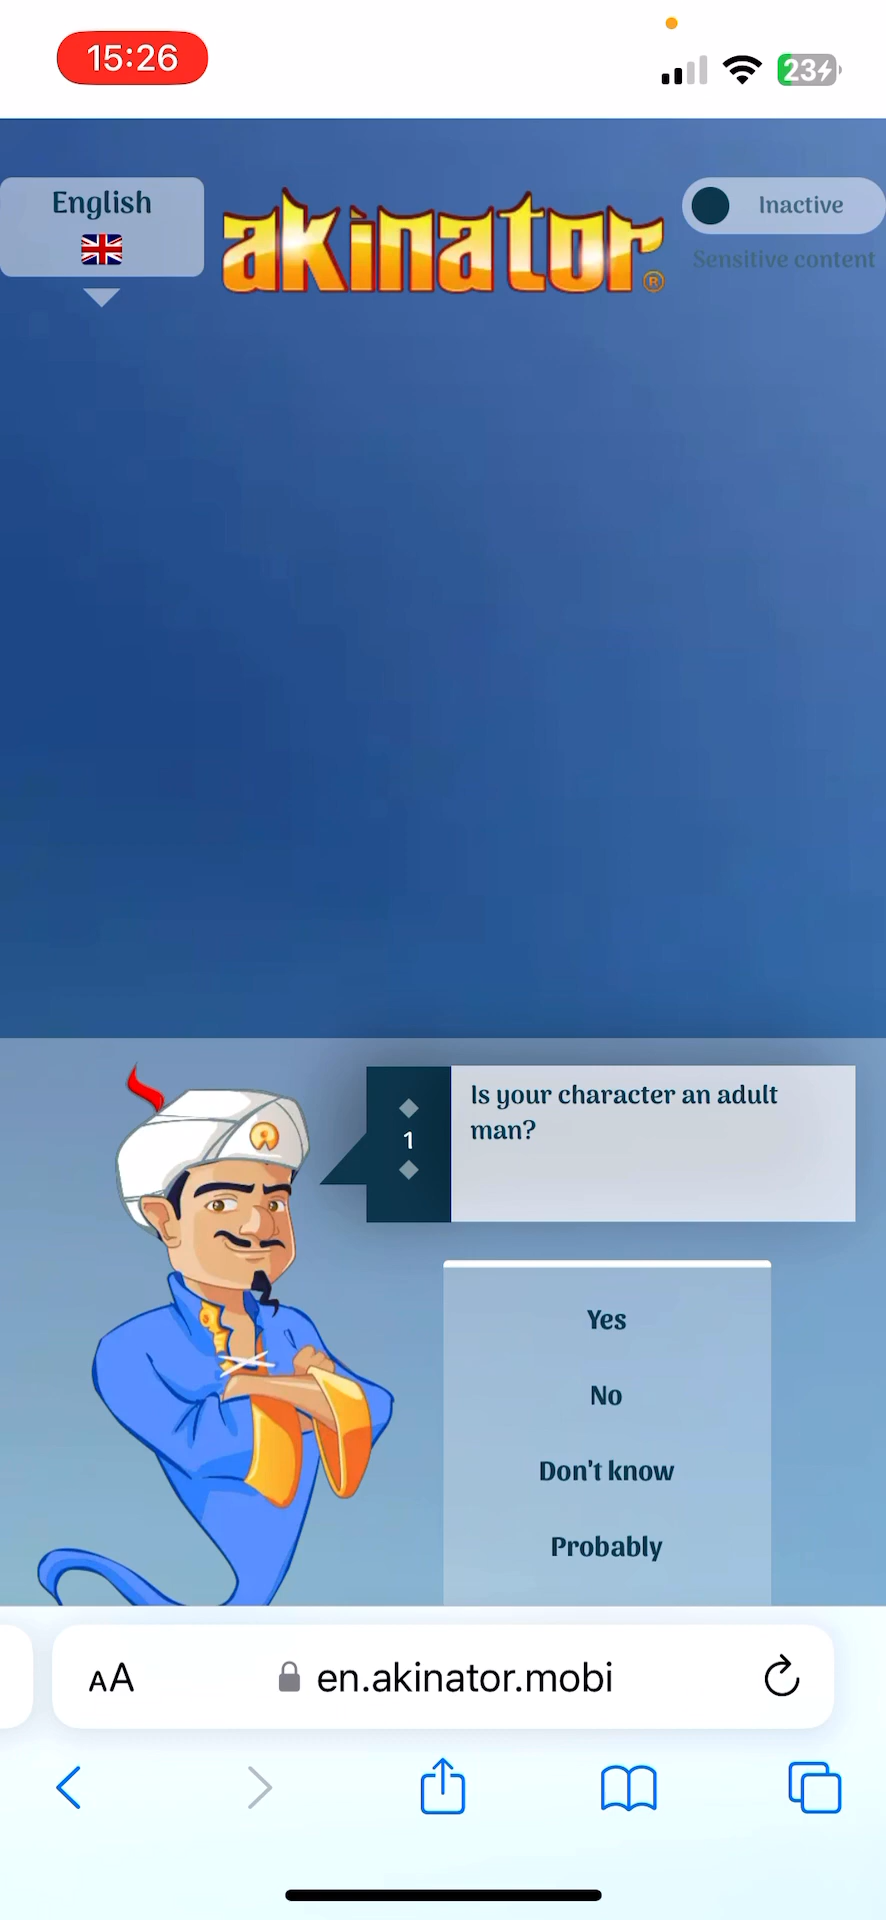 15:26
23
English
akinator®
Inactive
Sensitive content
1
Is your character an adult
man?
Yes
No
Don't know
Probably
AA
en.akinator.mobi